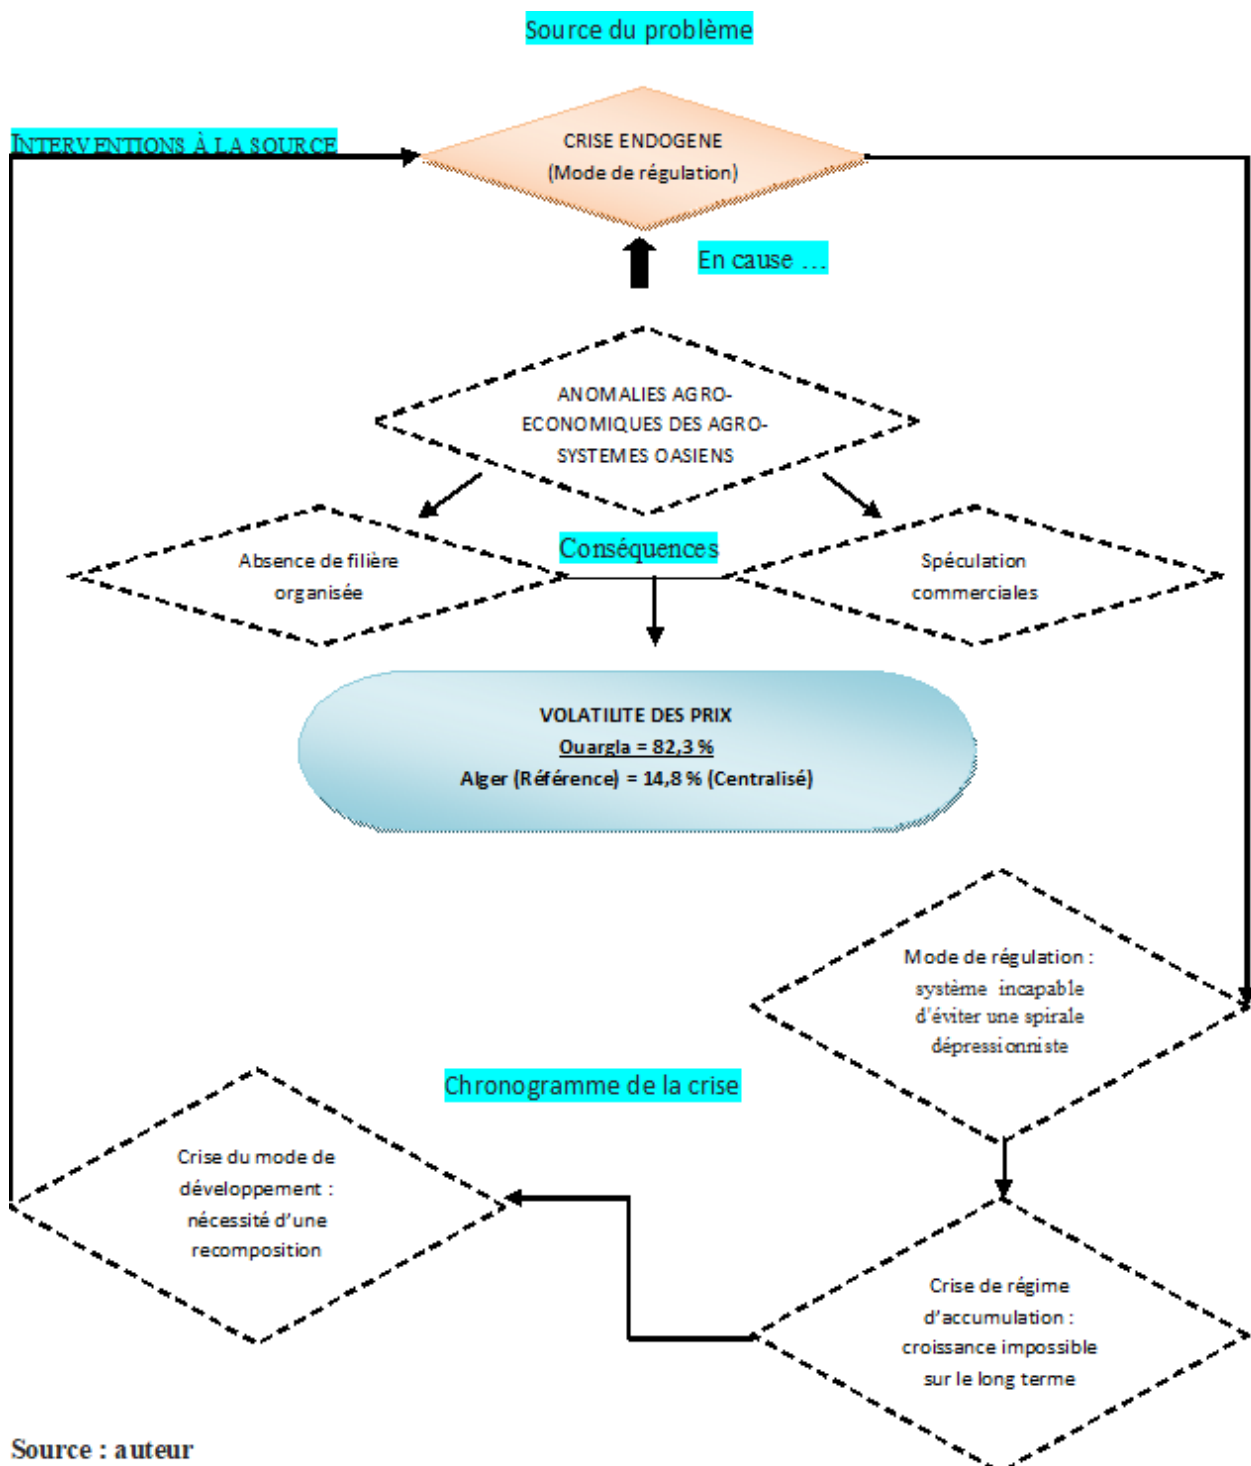 Source du problème
INTERVENTIONS À LA SOURCE
CRISE ENDOGENE
(Mode de régulation)
En cause ...
ANOMALIES AGRO-
ECONOMIQUES DES AGRO-
SYSTEMES OASIENS
Conséquences
Absence de filière
organisée
Spéculation
commerciales
VOLATILITE DES PRIX
Ouargla = 82,3 %
Alger (Référence) = 14,8 % (Centralisé)
Mode de régulation :
système incapable
d'éviter une spirale
dépressionniste
Chronogramme de la crise
Crise du mode de
développement :
nécessité d'une
recomposition
Crise de régime
d'accumulation :
croissance impossible
sur le long terme
Source : auteur